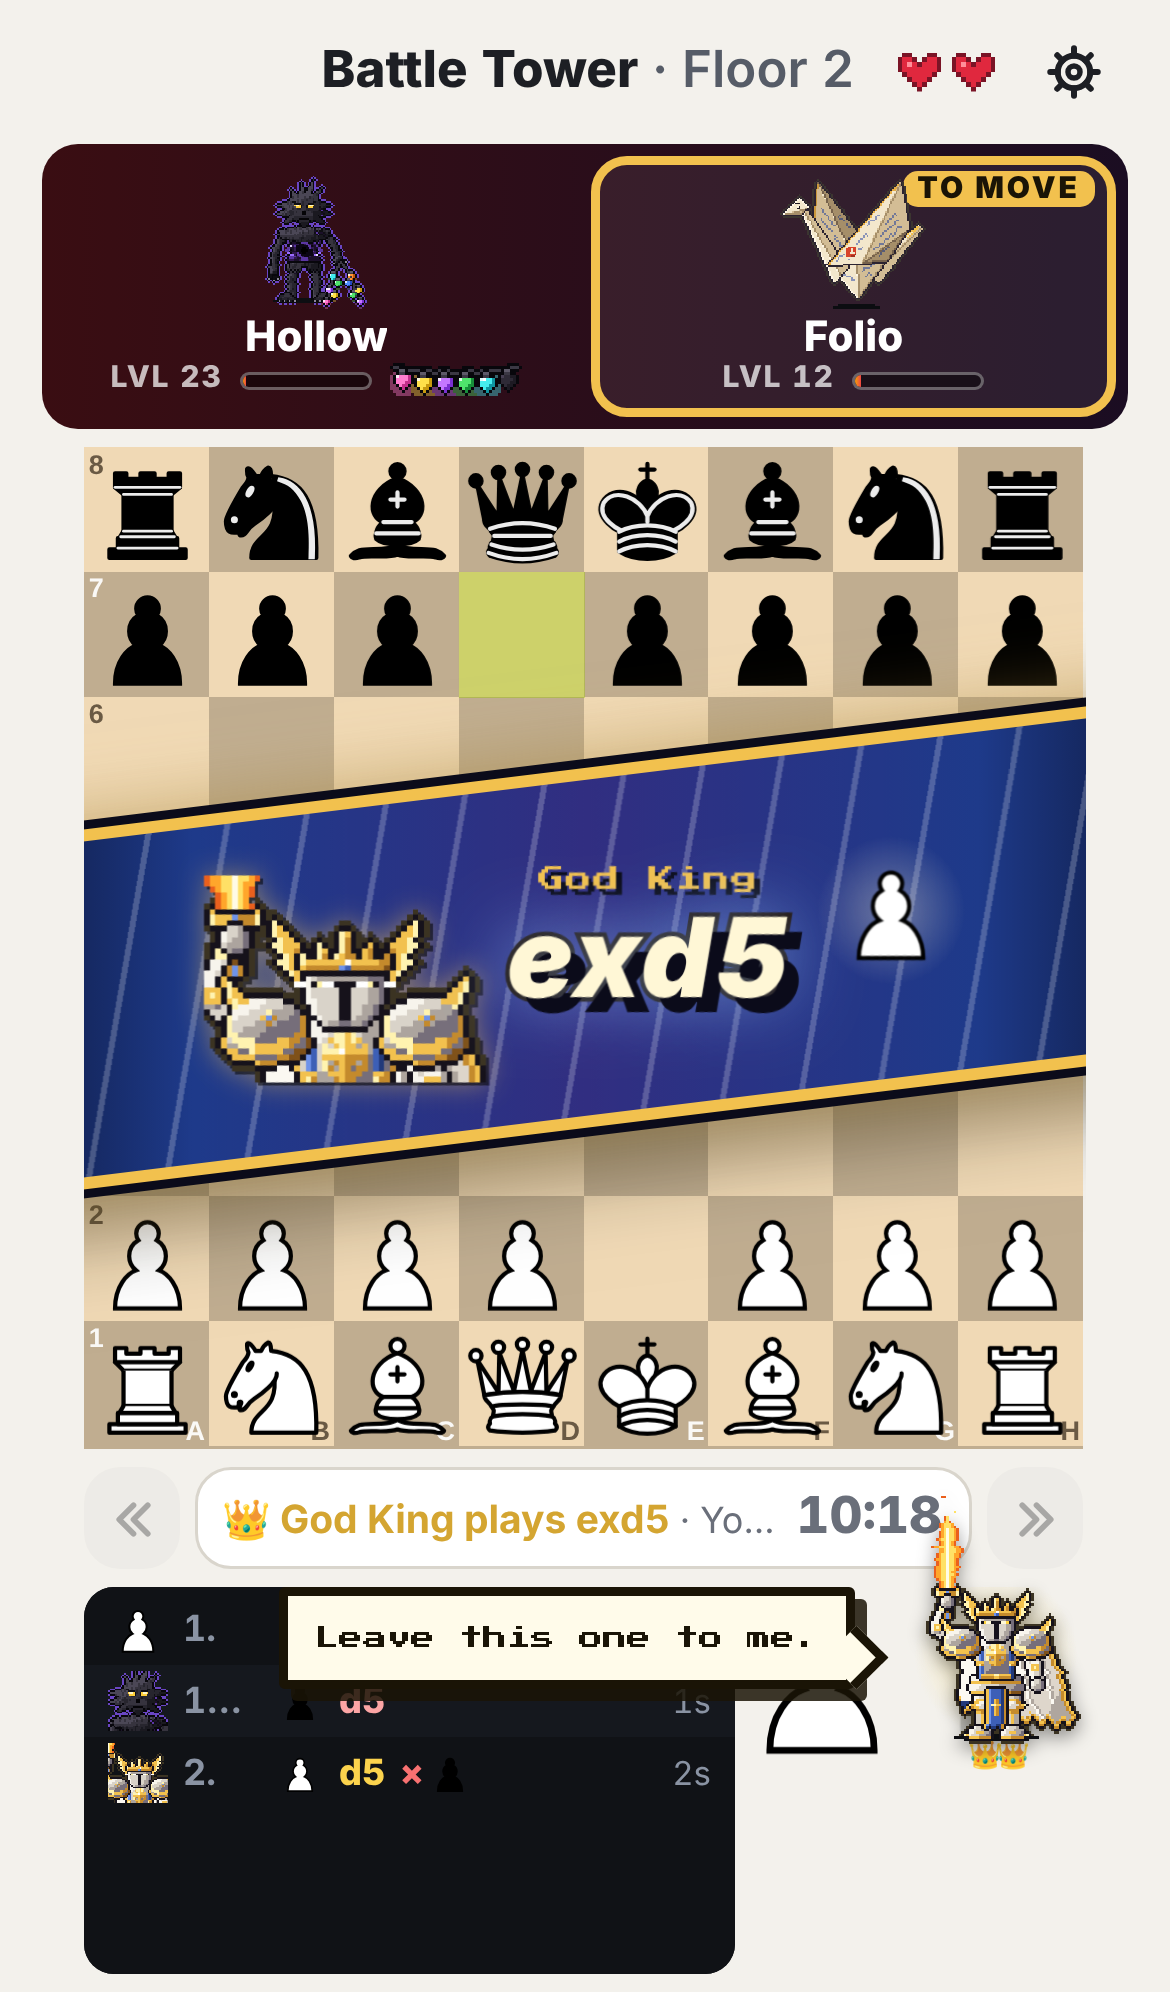 Battle Tower · Floor 2
TO MOVE
Hollow
LVL 23
Folio
LVL 12
8
7
6
God King
exd5
2
1
A B C D E F G H
👑 God King plays exd5 · Yo... 10:18
Leave this one to me.
1.
1... d5 1s
2. d5 × 2s